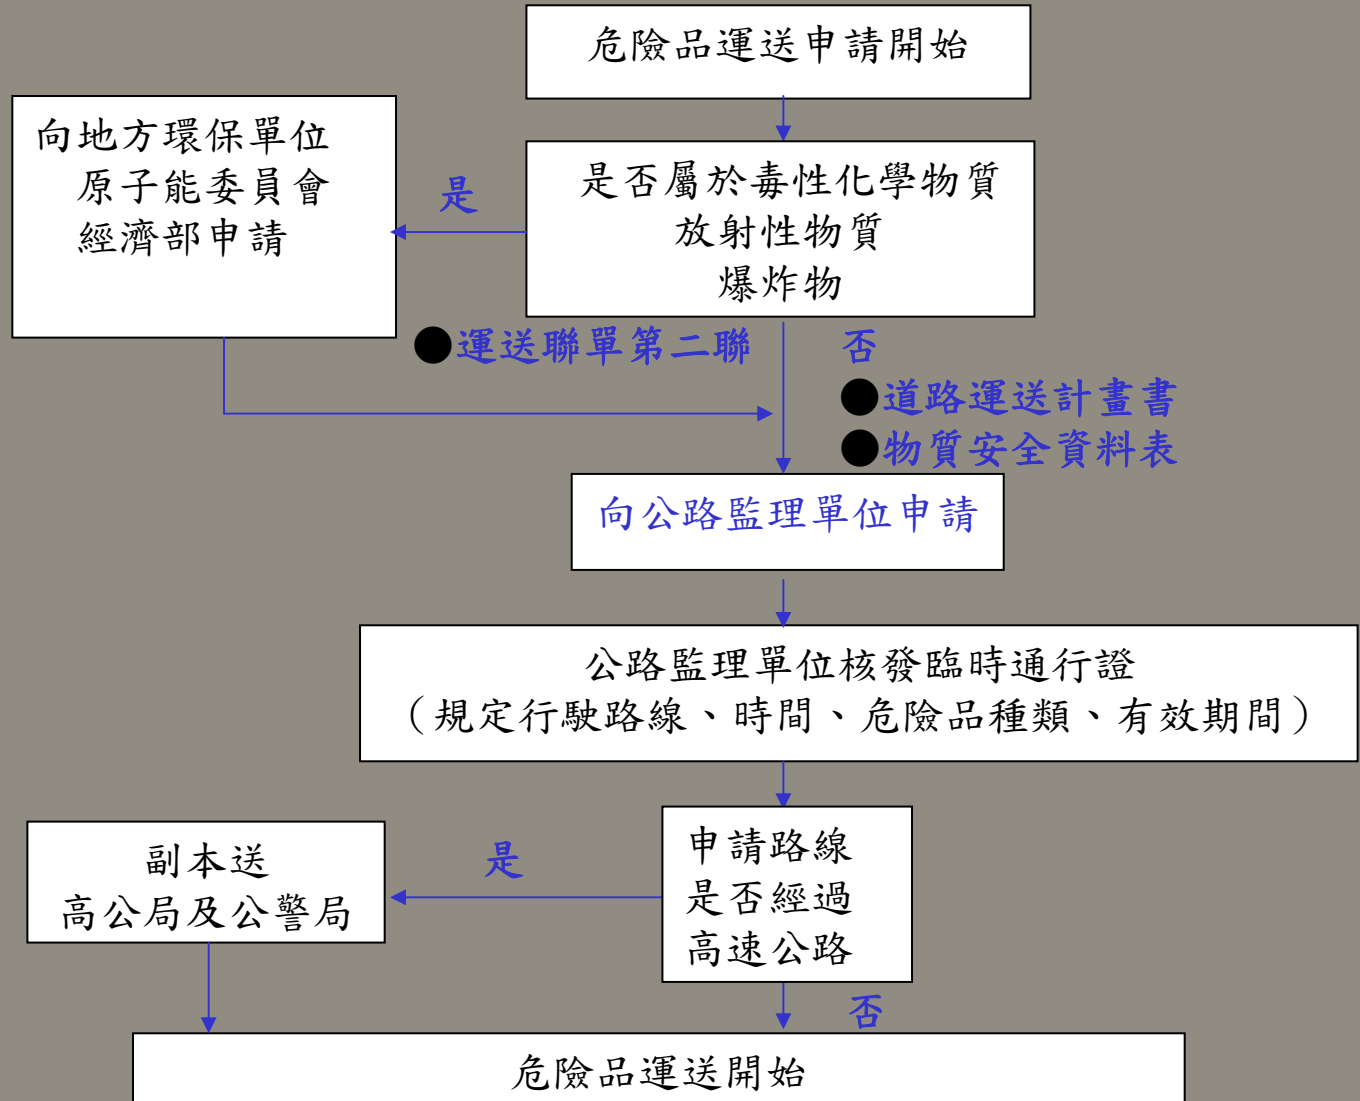 危險品運送申請開始
向地方環保單位
原子能委員會
經濟部申請
是
是否屬於毒性化學物質
放射性物質
爆炸物
●運送聯單第二聯
否
●道路運送計畫書
●物質安全資料表
向公路監理單位申請
公路監理單位核發臨時通行證
（規定行駛路線、時間、危險品種類、有效期間）
副本送
高公局及公警局
是
申請路線
是否經過
高速公路
否
危險品運送開始